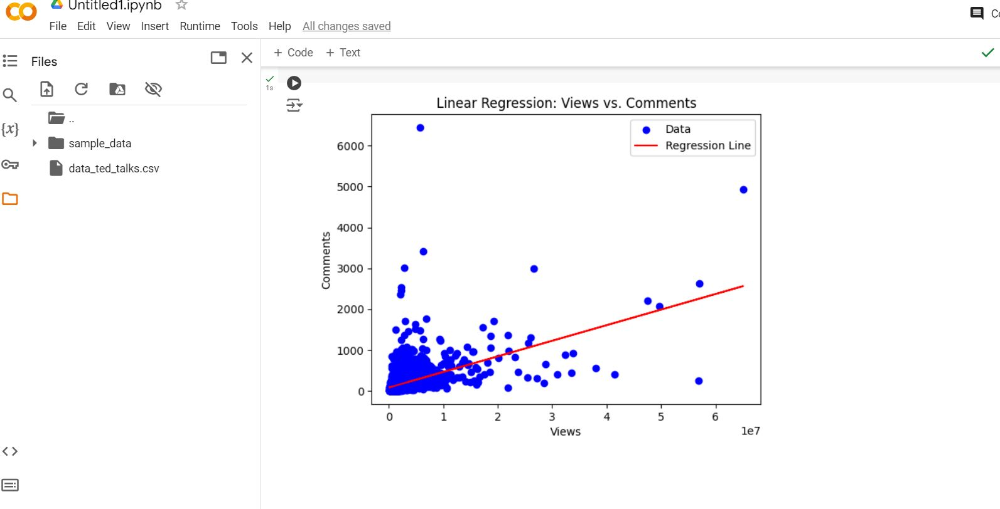 Untitled1.ipynb
File Edit View Insert Runtime Tools Help All changes saved
+ Code + Text
Files
1s
..
{x}
sample_data
data_ted_talks.csv
Linear Regression: Views vs. Comments
Data
Regression Line
Comments
6000
5000
4000
3000
2000
1000
0
0 1 2 3 4 5 6
1e7
Views